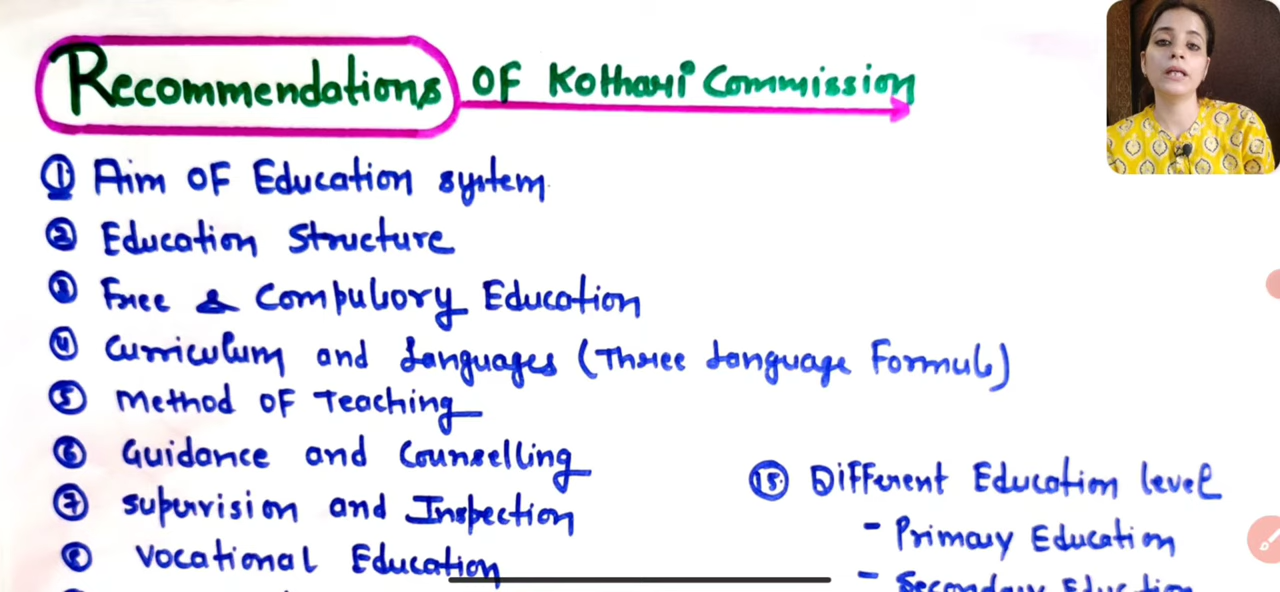 Recommendations OF Kothari Commission
① Aim OF Education system
② Education Structure
③ Free & Compulsory Education
④ Curriculum and Languages (Three Language Formula)
⑤ Method OF Teaching
⑥ Guidance and Counselling
⑦ Supervision and Inspection
⑧ Vocational Education
⑮ Different Education level
- Primary Education
- Secondary Eduction